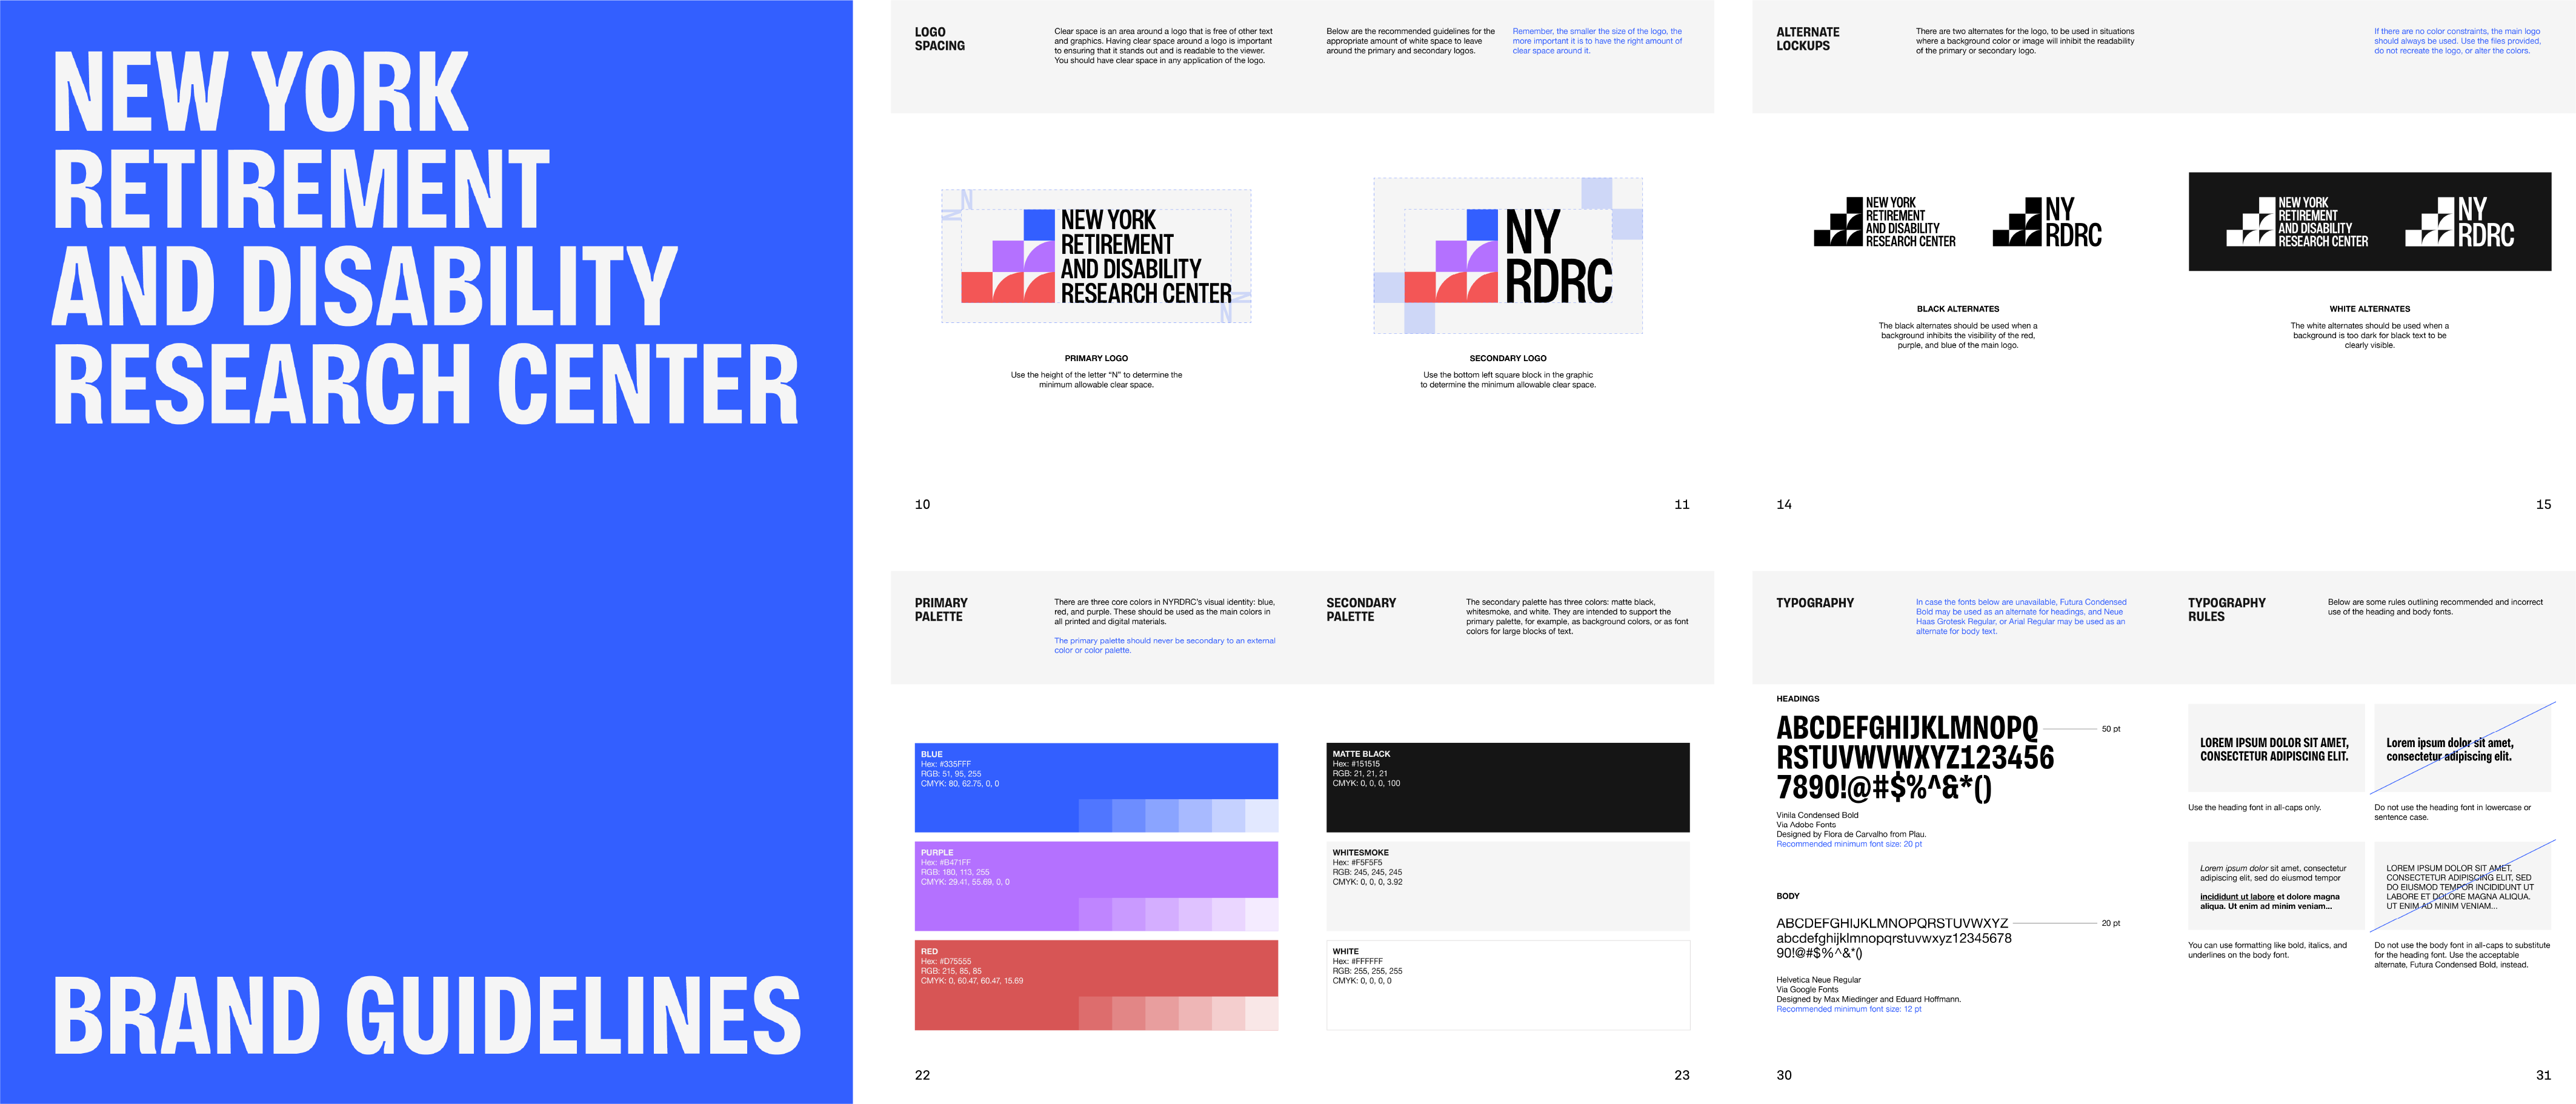 NEW YORK
RETIREMENT
AND DISABILITY
RESEARCH CENTER
BRAND GUIDELINES
LOGO
SPACING
Clear space is an area around a logo that is free of other text
and graphics. Having clear space around a logo is important
to ensuring that it stands out and is readable to the viewer.
You should have clear space in any application of the logo.
Below are the recommended guidelines for the
appropriate amount of white space to leave
around the primary and secondary logos.
Remember, the smaller the size of the logo, the
more important it is to have the right amount of
clear space around it.
N
N
NEW YORK
RETIREMENT
AND DISABILITY
RESEARCH CENTER
N
N
PRIMARY LOGO
Use the height of the letter “N” to determine the
minimum allowable clear space.
NY
RDRC
SECONDARY LOGO
Use the bottom left square block in the graphic
to determine the minimum allowable clear space.
10
11
ALTERNATE
LOCKUPS
There are two alternates for the logo, to be used in situations
where a background color or image will inhibit the readability
of the primary or secondary logo.
If there are no color constraints, the main logo
should always be used. Use the files provided,
do not recreate the logo, or alter the colors.
NEW YORK
RETIREMENT
AND DISABILITY
RESEARCH CENTER
NY
RDRC
BLACK ALTERNATES
The black alternates should be used when a
background inhibits the visibility of the red,
purple, and blue of the main logo.
NEW YORK
RETIREMENT
AND DISABILITY
RESEARCH CENTER
NY
RDRC
WHITE ALTERNATES
The white alternates should be used when a
background is too dark for black text to be
clearly visible.
14
15
PRIMARY
PALETTE
There are three core colors in NYRDRC’s visual identity: blue,
red, and purple. These should be used as the main colors in
all printed and digital materials.
The primary palette should never be secondary to an external
color or color palette.
SECONDARY
PALETTE
The secondary palette has three colors: matte black,
whitesmoke, and white. They are intended to support the
primary palette, for example, as background colors, or as font
colors for large blocks of text.
BLUE
Hex: #335FFF
RGB: 51, 95, 255
CMYK: 80, 62.75, 0, 0
PURPLE
Hex: #B471FF
RGB: 180, 113, 255
CMYK: 29.41, 55.69, 0, 0
RED
Hex: #D75555
RGB: 215, 85, 85
CMYK: 0, 60.47, 60.47, 15.69
MATTE BLACK
Hex: #151515
RGB: 21, 21, 21
CMYK: 0, 0, 0, 100
WHITESMOKE
Hex: #F5F5F5
RGB: 245, 245, 245
CMYK: 0, 0, 0, 3.92
WHITE
Hex: #FFFFFF
RGB: 255, 255, 255
CMYK: 0, 0, 0, 0
22
23
TYPOGRAPHY
In case the fonts below are unavailable, Futura Condensed
Bold may be used as an alternate for headings, and Neue
Haas Grotesk Regular, or Arial Regular may be used as an
alternate for body text.
HEADINGS
ABCDEFGHIJKLMNOPQ
50 pt
RSTUVWVWXYZ123456
7890!@#$%^&*()
Vinila Condensed Bold
Via Adobo Fonts
Designed by Flora de Carvalho from Plau.
Recommended minimum font size: 20 pt
BODY
ABCDEFGHIJKLMNOPQRSTUVWXYZ
20 pt
abcdefghijklmnopqrstuvwxyz12345678
90!@#$%^&*()
Helvetica Neue Regular
Via Google Fonts
Designed by Max Miedinger and Eduard Hoffmann.
Recommended minimum font size: 12 pt
TYPOGRAPHY
RULES
Below are some rules outlining recommended and incorrect
use of the heading and body fonts.
LOREM IPSUM DOLOR SIT AMET,
CONSECTETUR ADIPISCING ELIT.
Use the heading font in all-caps only.
Lorem ipsum dolor sit amet,
consectetur adipiscing elit.
Do not use the heading font in lowercase or
sentence case.
Lorem ipsum dolor sit amet, consectetur
adipiscing elit, sed do eiusmod tempor
incididunt ut labore et dolore magna
aliqua. Ut enim ad minim veniam...
You can use formatting like bold, italics, and
underlines on the body font.
LOREM IPSUM DOLOR SIT AMET,
CONSECTETUR ADIPISCING ELIT, SED
DO EIUSMOD TEMPOR INCIDIDUNT UT
LABORE ET DOLORE MAGNA ALIQUA.
UT ENIM AD MINIM VENIAM...
Do not use the body font in all-caps to substitute
for the heading font. Use the acceptable
alternate, Futura Condensed Bold, instead.
30
31